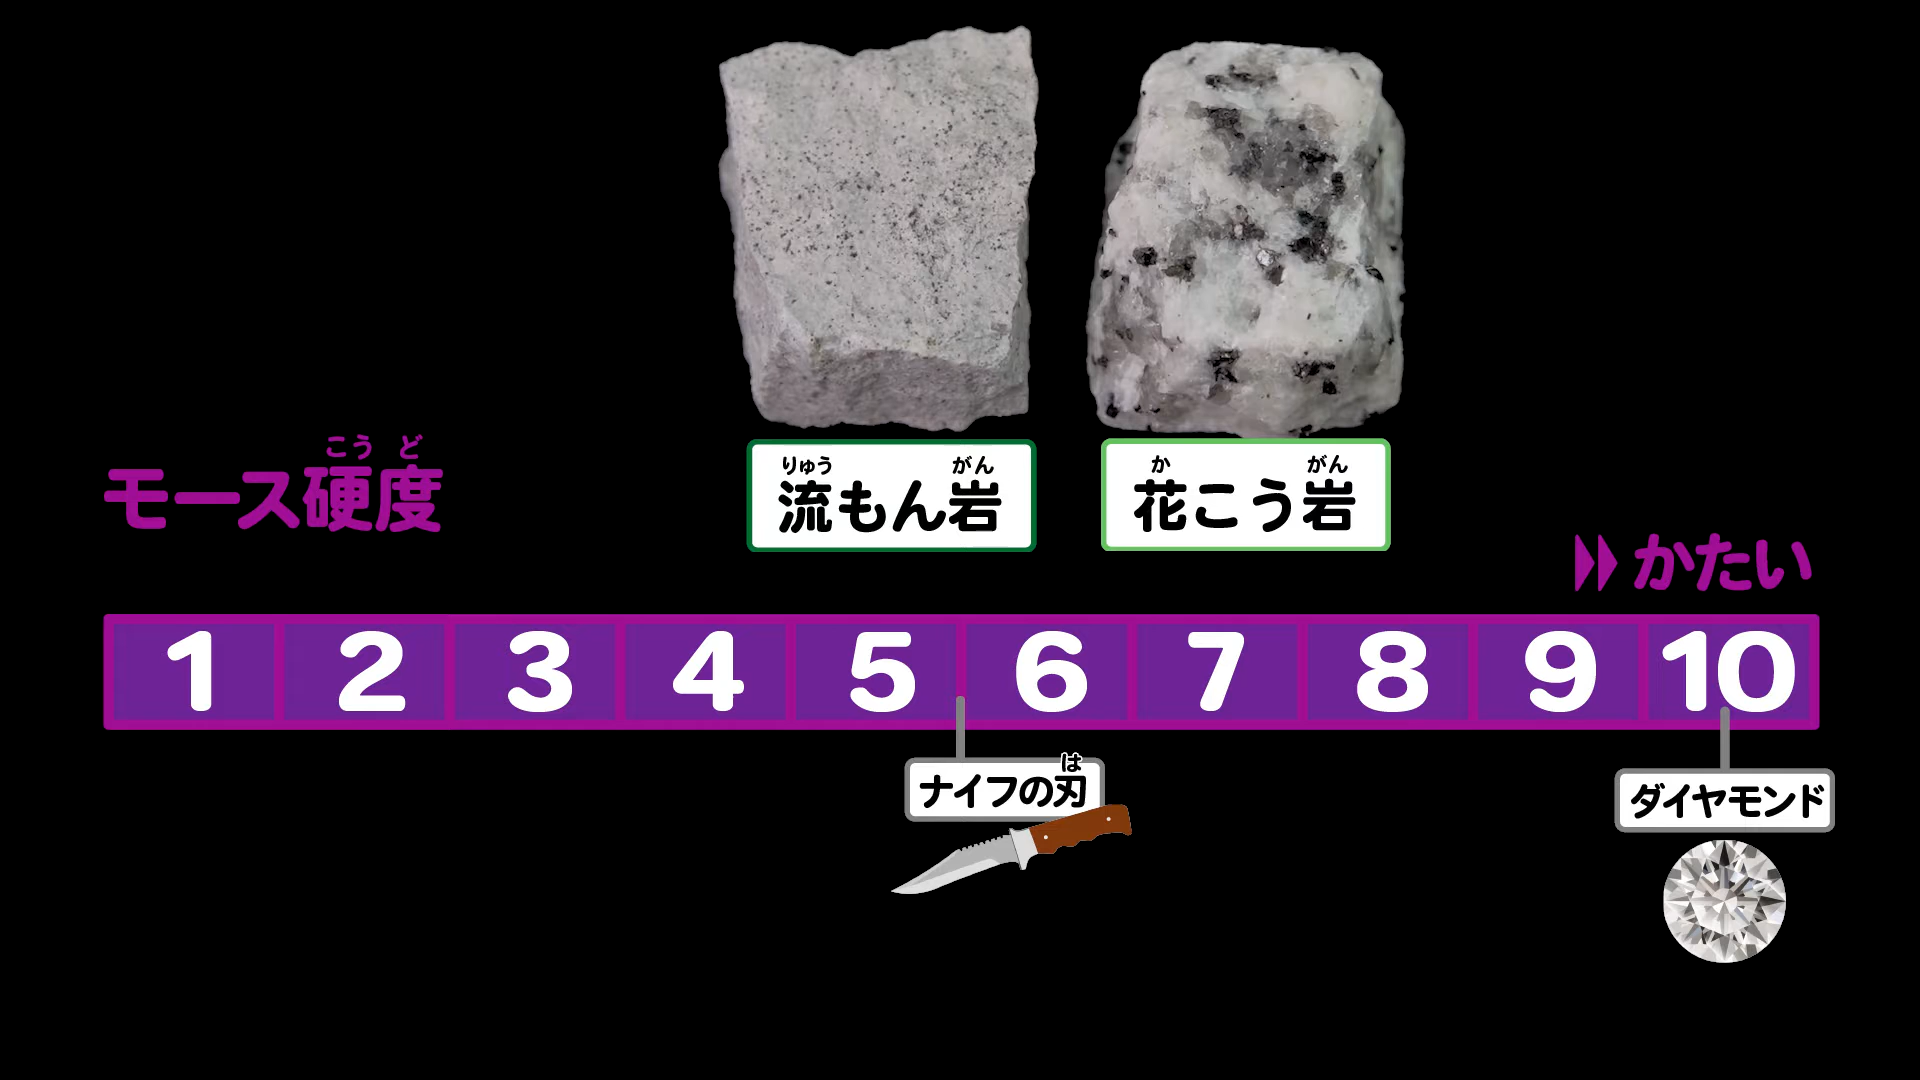 モース硬度
こうど
りゅう がん
流もん岩
か がん
花こう岩
かたい
1 2 3 4 5 6 7 8 9 10
は
ナイフの刃
ダイヤモンド